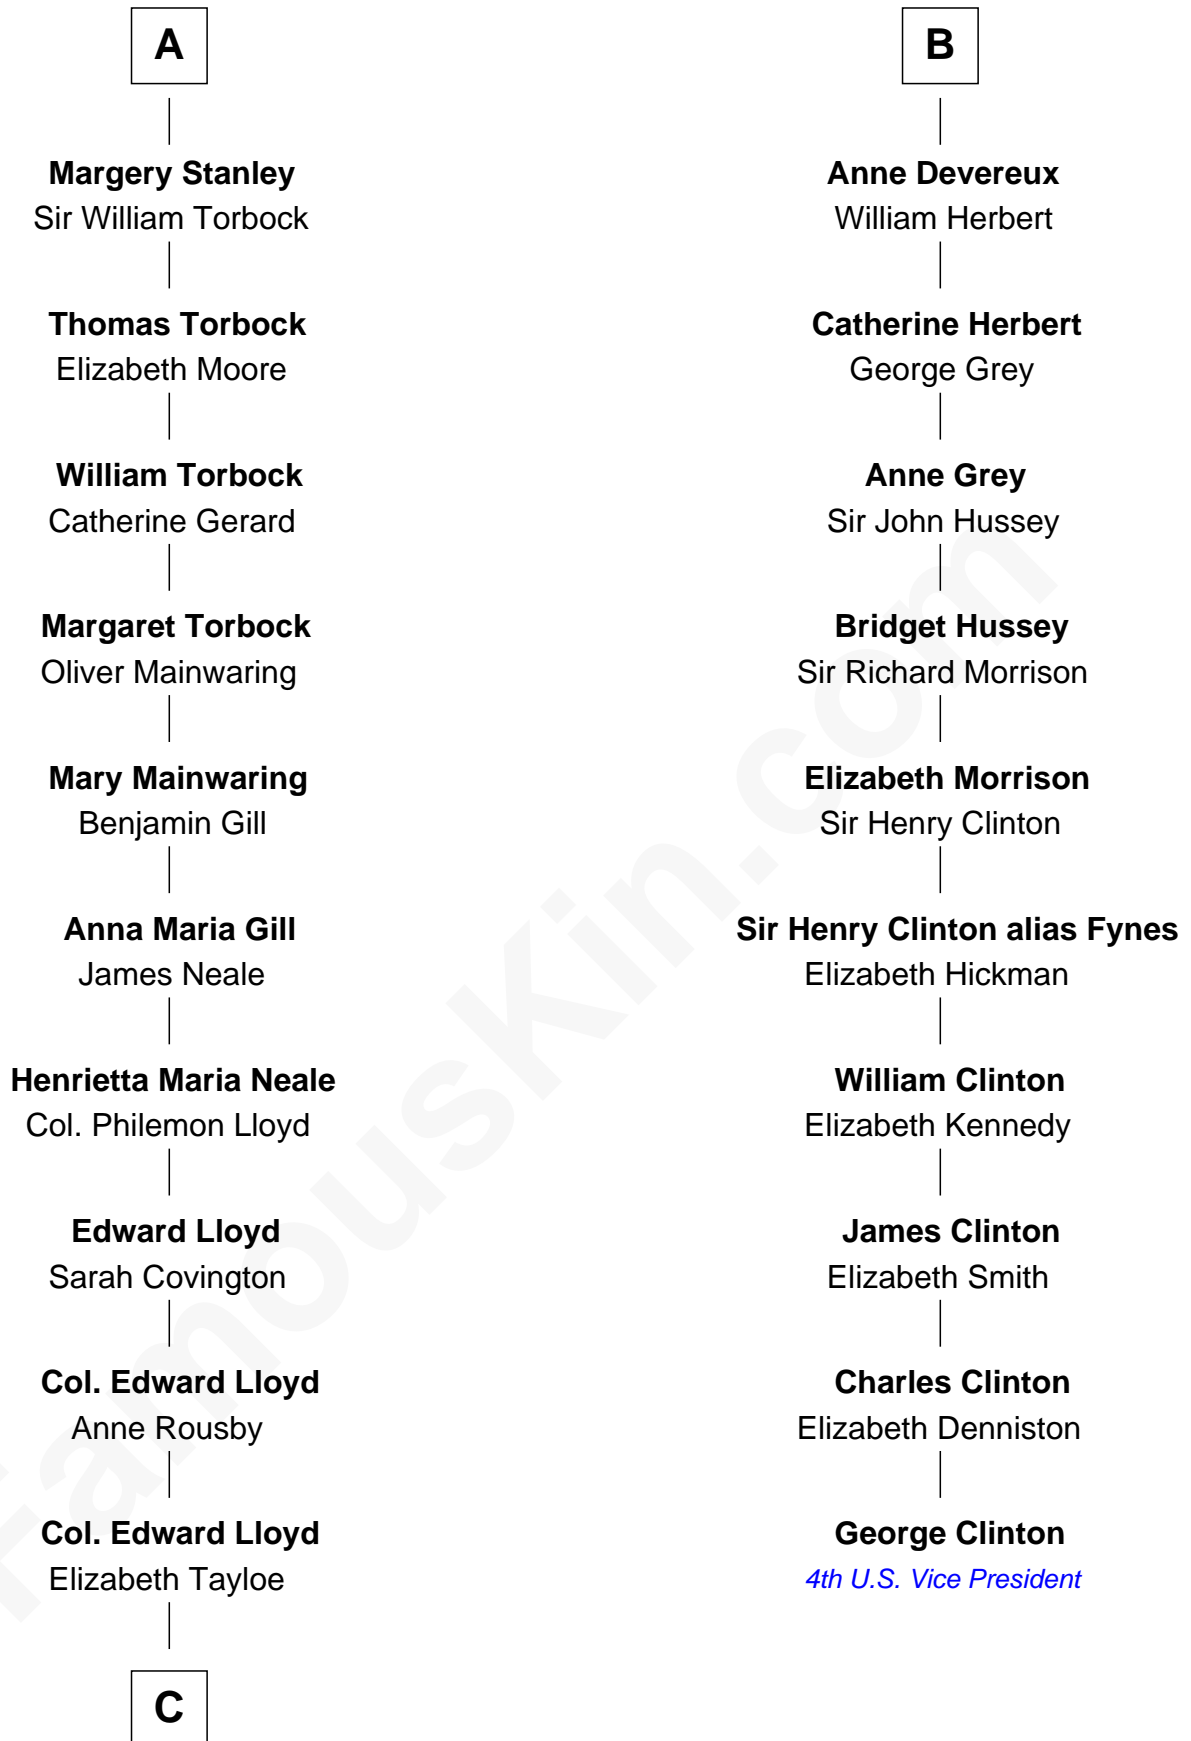 A
Margery Stanley
Sir William Torbock
Thomas Torbock
Elizabeth Moore
William Torbock
Catherine Gerard
Margaret Torbock
Oliver Mainwaring
Mary Mainwaring
Benjamin Gill
Anna Maria Gill
James Neale
Henrietta Maria Neale
Col. Philemon Lloyd
Edward Lloyd
Sarah Covington
Col. Edward Lloyd
Anne Rousby
Col. Edward Lloyd
Elizabeth Tayloe
C
B
Anne Devereux
William Herbert
Catherine Herbert
George Grey
Anne Grey
Sir John Hussey
Bridget Hussey
Sir Richard Morrison
Elizabeth Morrison
Sir Henry Clinton
Sir Henry Clinton alias Fynes
Elizabeth Hickman
William Clinton
Elizabeth Kennedy
James Clinton
Elizabeth Smith
Charles Clinton
Elizabeth Denniston
George Clinton
4th U.S. Vice President
FamousKin.com